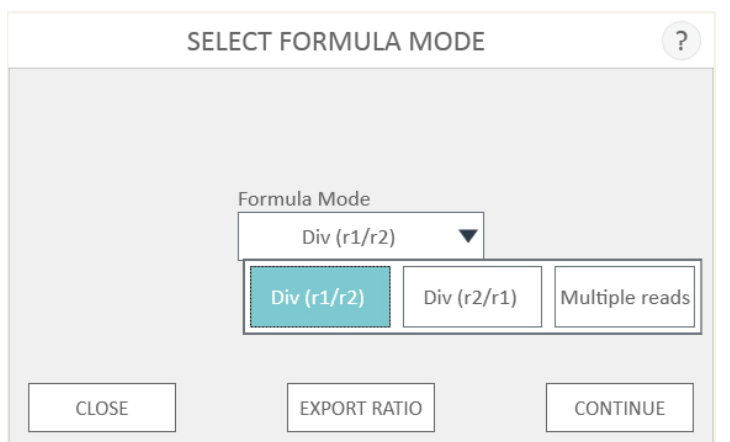 SELECT FORMULA MODE ?
Formula Mode
Div (r1/r2)
Div (r1/r2) Div (r2/r1) Multiple reads
CLOSE EXPORT RATIO CONTINUE